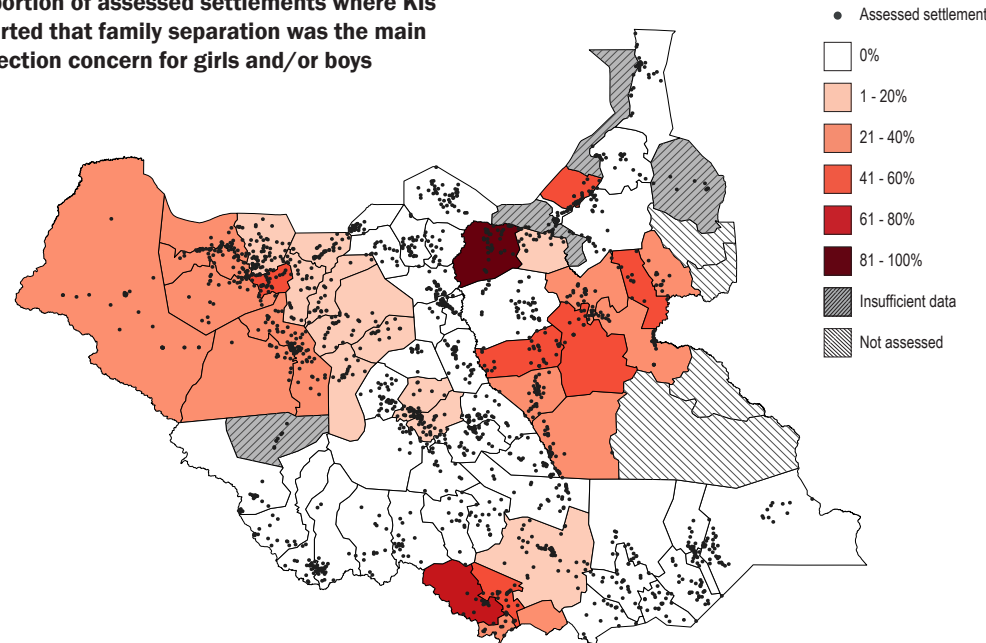 portion of assessed settlements where KIs
rted that family separation was the main
ection concern for girls and/or boys
Assessed settlement
0%
1 - 20%
21 - 40%
41 - 60%
61 - 80%
81 - 100%
Insufficient data
Not assessed